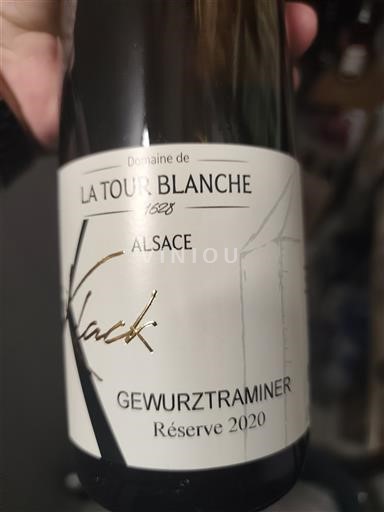 Domaine de
LA TOUR BLANCHE
1628
ALSACE
VINIOU
Klack
GEWURZTRAMINER
Réserve 2020